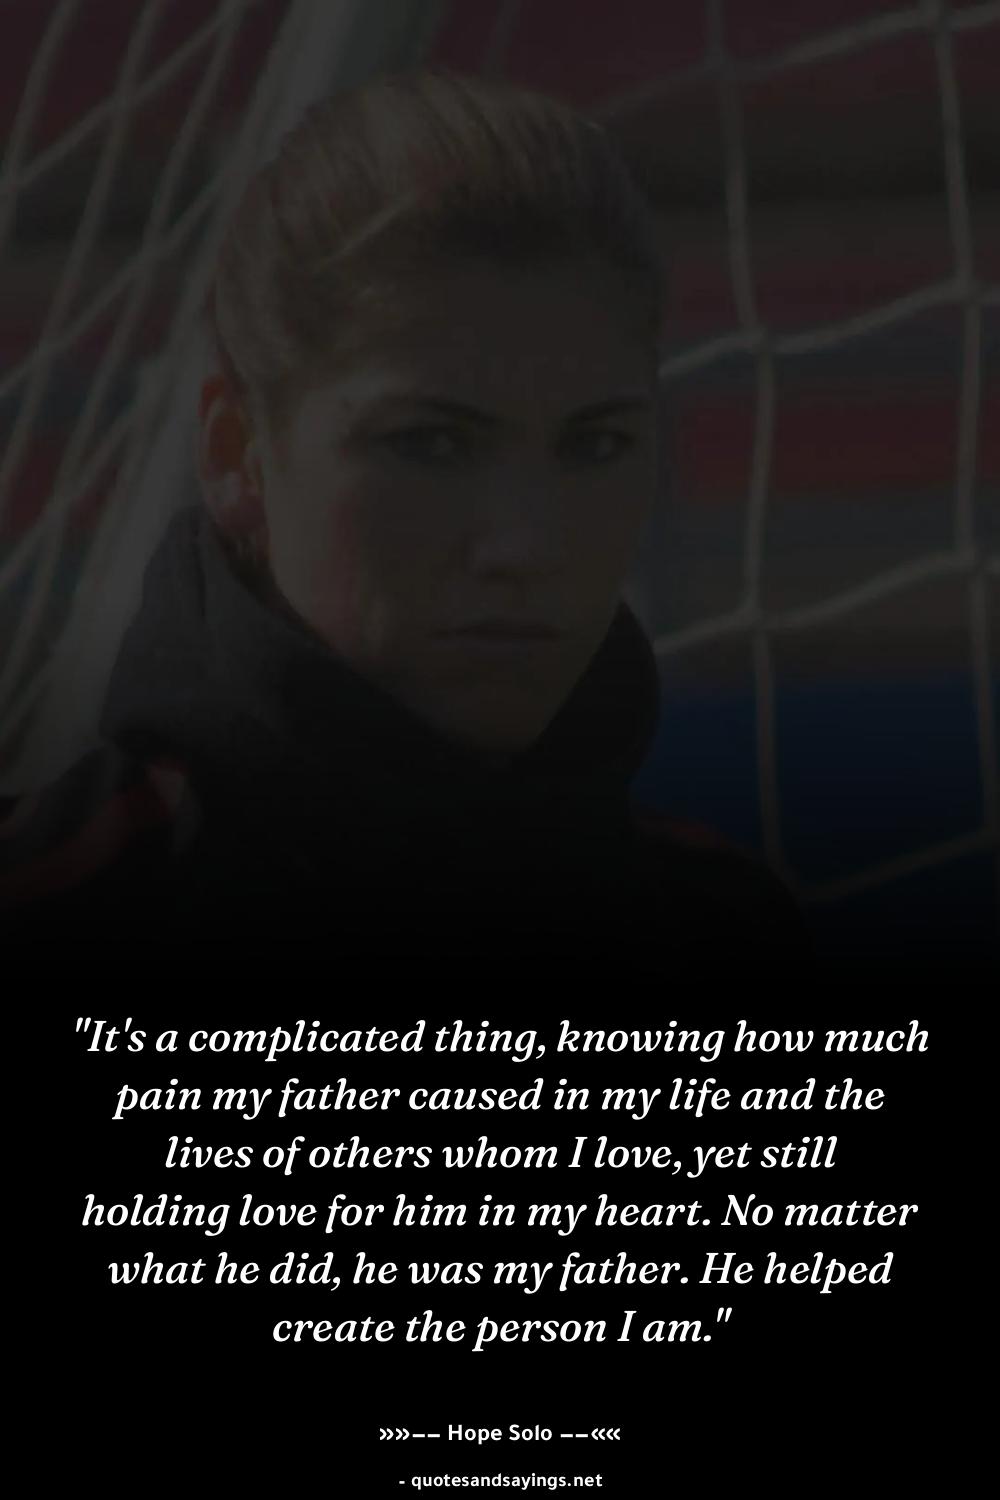 "It's a complicated thing, knowing how much
pain my father caused in my life and the
lives of others whom I love, yet still
holding love for him in my heart. No matter
what he did, he was my father. He helped
create the person I am."
»»–– Hope Solo ––««
- quotesandsayings.net